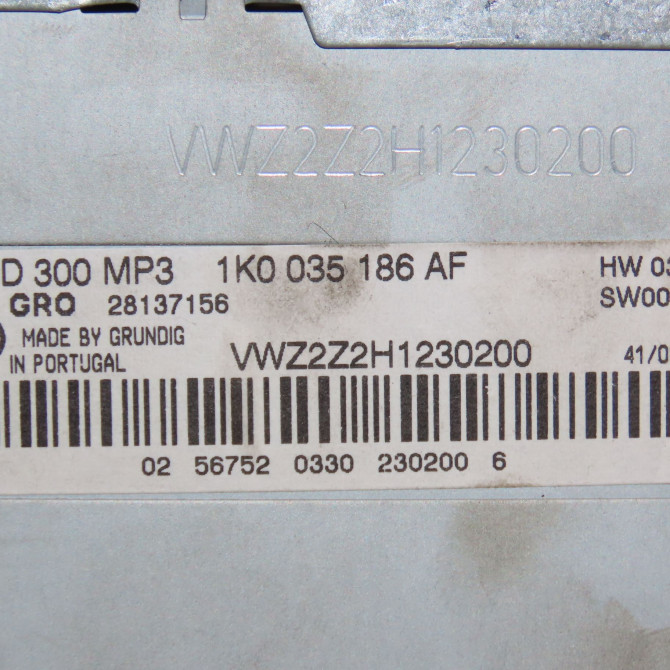 VWZ2Z2H1230200
D 300 MP3 1K0 035 186 AF HW 03
GRO 28137156 SW00
MADE BY GRUNDIG
IN PORTUGAL VWZ2Z2H1230200 41/0
02 56752 0330 230200 6